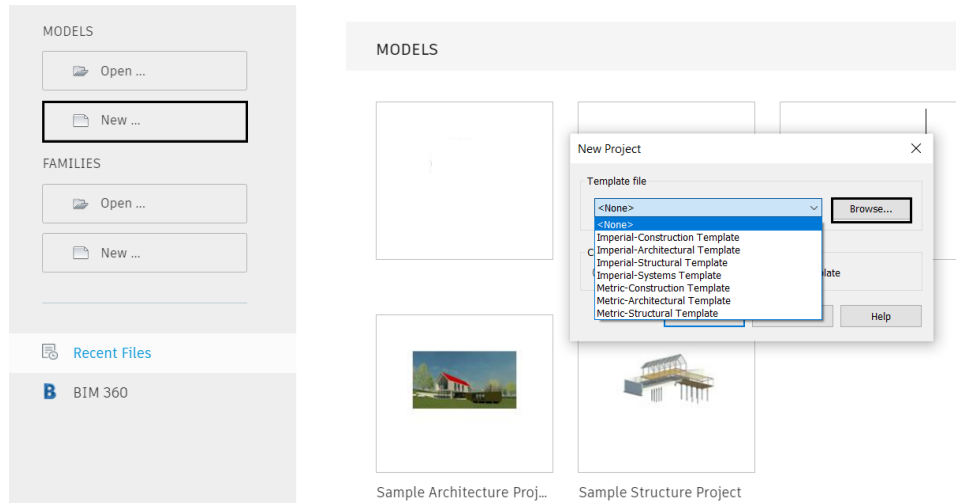 MODELS
Open ...
New ...
FAMILIES
Open ...
New ...
Recent Files
B BIM 360
MODELS
New Project
Template file
<None>
Browse...
<None>
Imperial-Construction Template
Imperial-Architectural Template
Imperial-Structural Template
Imperial-Systems Template
Metric-Construction Template
Metric-Architectural Template
Metric-Structural Template
Help
Sample Architecture Proj...
Sample Structure Project